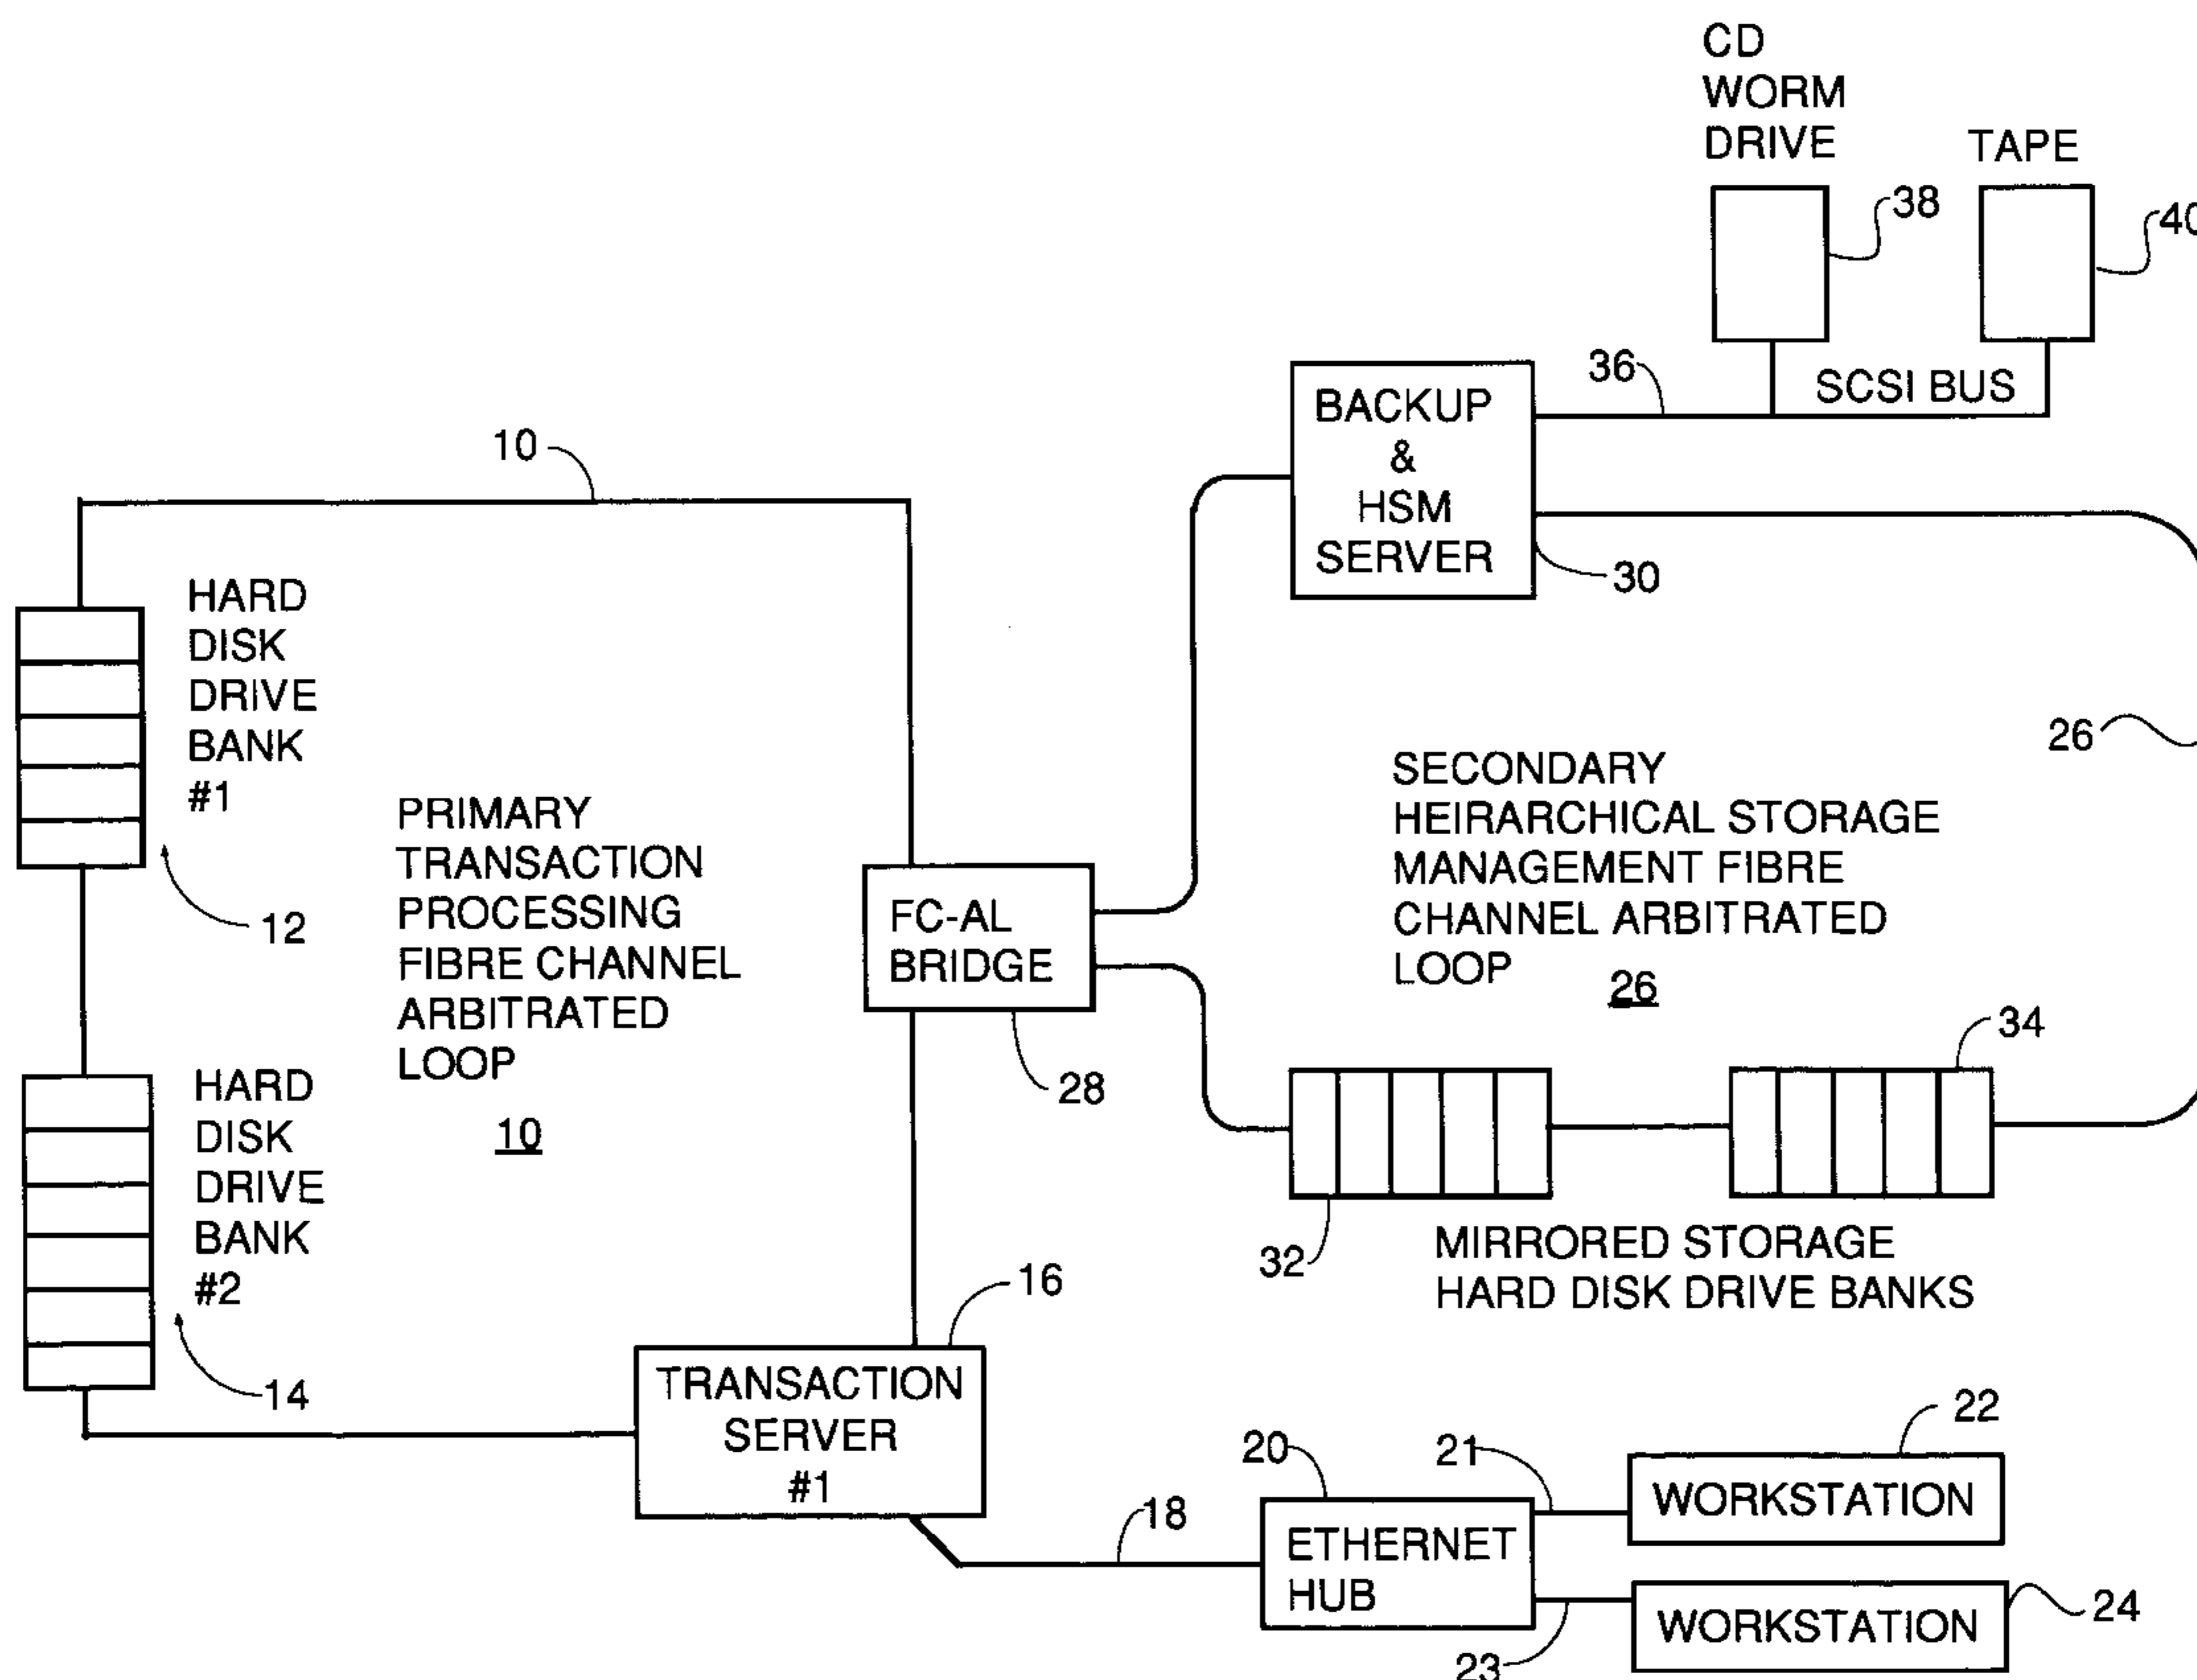 CD
WORM
DRIVE
TAPE
38
40
36
SCSI BUS
BACKUP
&
HSM
SERVER
30
10
HARD
DISK
DRIVE
BANK
#1
12
PRIMARY
TRANSACTION
PROCESSING
FIBRE CHANNEL
ARBITRATED
LOOP
10
FC-AL
BRIDGE
28
26
SECONDARY
HEIRARCHICAL STORAGE
MANAGEMENT FIBRE
CHANNEL ARBITRATED
LOOP
26
34
32
MIRRORED STORAGE
HARD DISK DRIVE BANKS
HARD
DISK
DRIVE
BANK
#2
14
16
TRANSACTION
SERVER
#1
18
20
ETHERNET
HUB
21
22
WORKSTATION
23
WORKSTATION
24